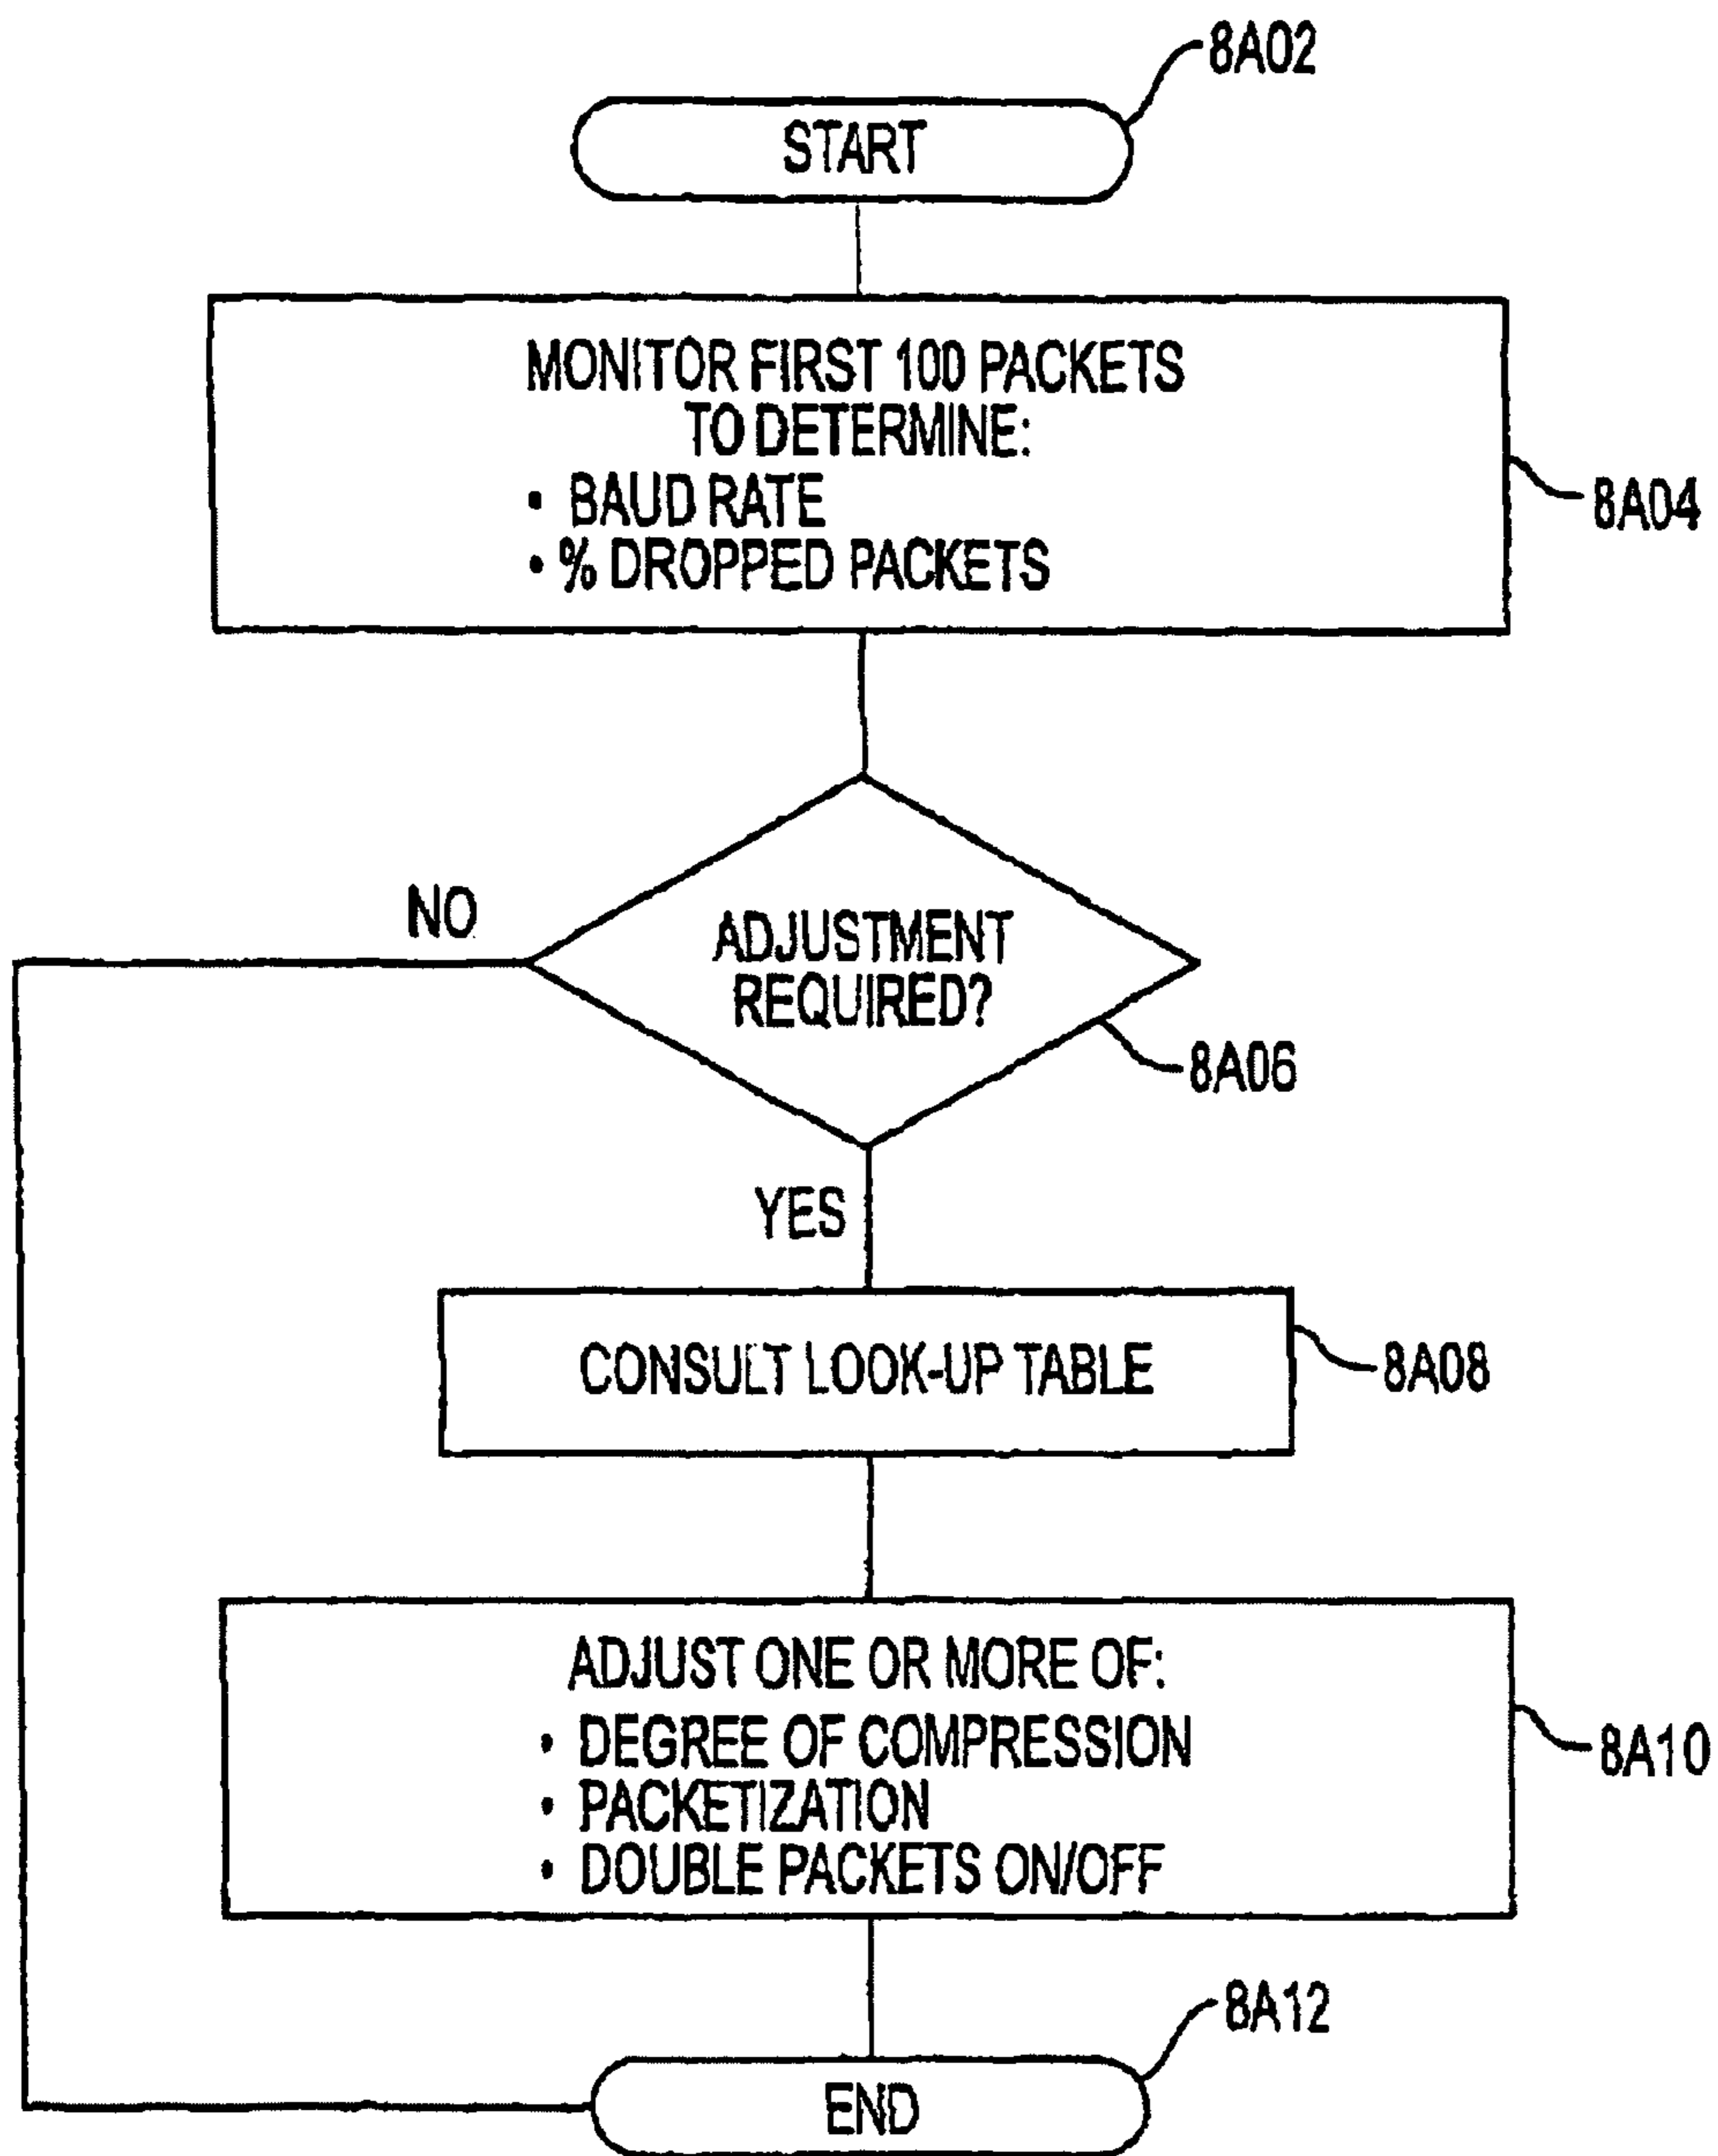 8A02
START
MONITOR FIRST 100 PACKETS
TO DETERMINE:
• BAUD RATE
• % DROPPED PACKETS
8A04
NO
ADJUSTMENT
REQUIRED?
8A06
YES
CONSULT LOOK-UP TABLE
8A08
ADJUST ONE OR MORE OF:
• DEGREE OF COMPRESSION
• PACKETIZATION
• DOUBLE PACKETS ON/OFF
8A10
8A12
END